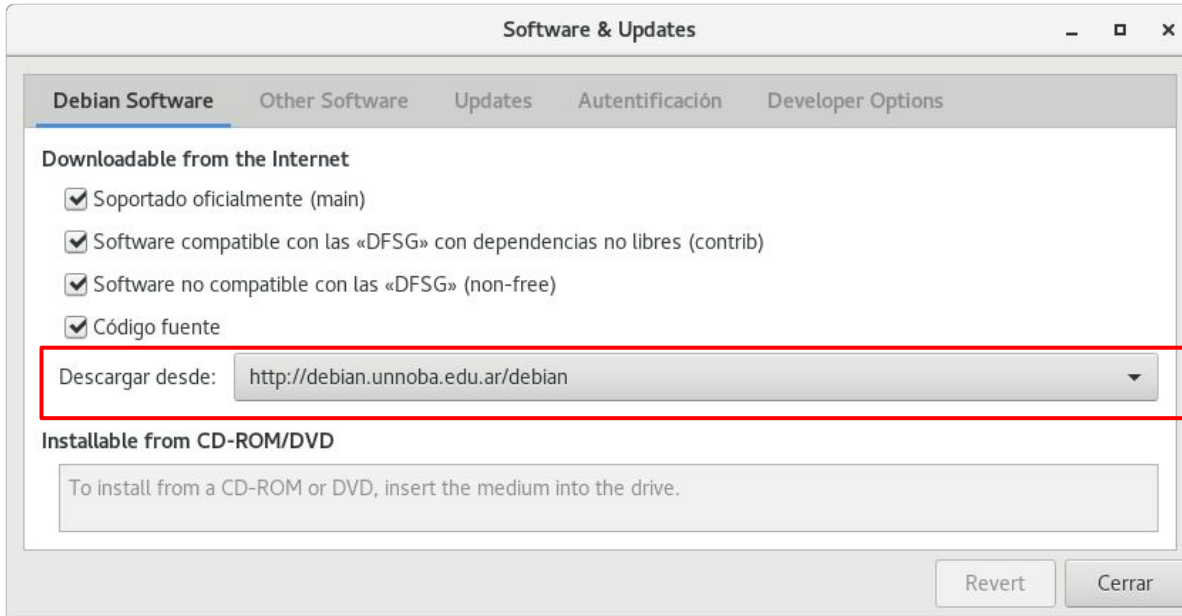 Software & Updates
Debian Software Other Software Updates Autentificación Developer Options
Downloadable from the Internet
Soportado oficialmente (main)
Software compatible con las «DFSG» con dependencias no libres (contrib)
Software no compatible con las «DFSG» (non-free)
Código fuente
Descargar desde: http://debian.unnoba.edu.ar/debian
Installable from CD-ROM/DVD
To install from a CD-ROM or DVD, insert the medium into the drive.
Revert Cerrar